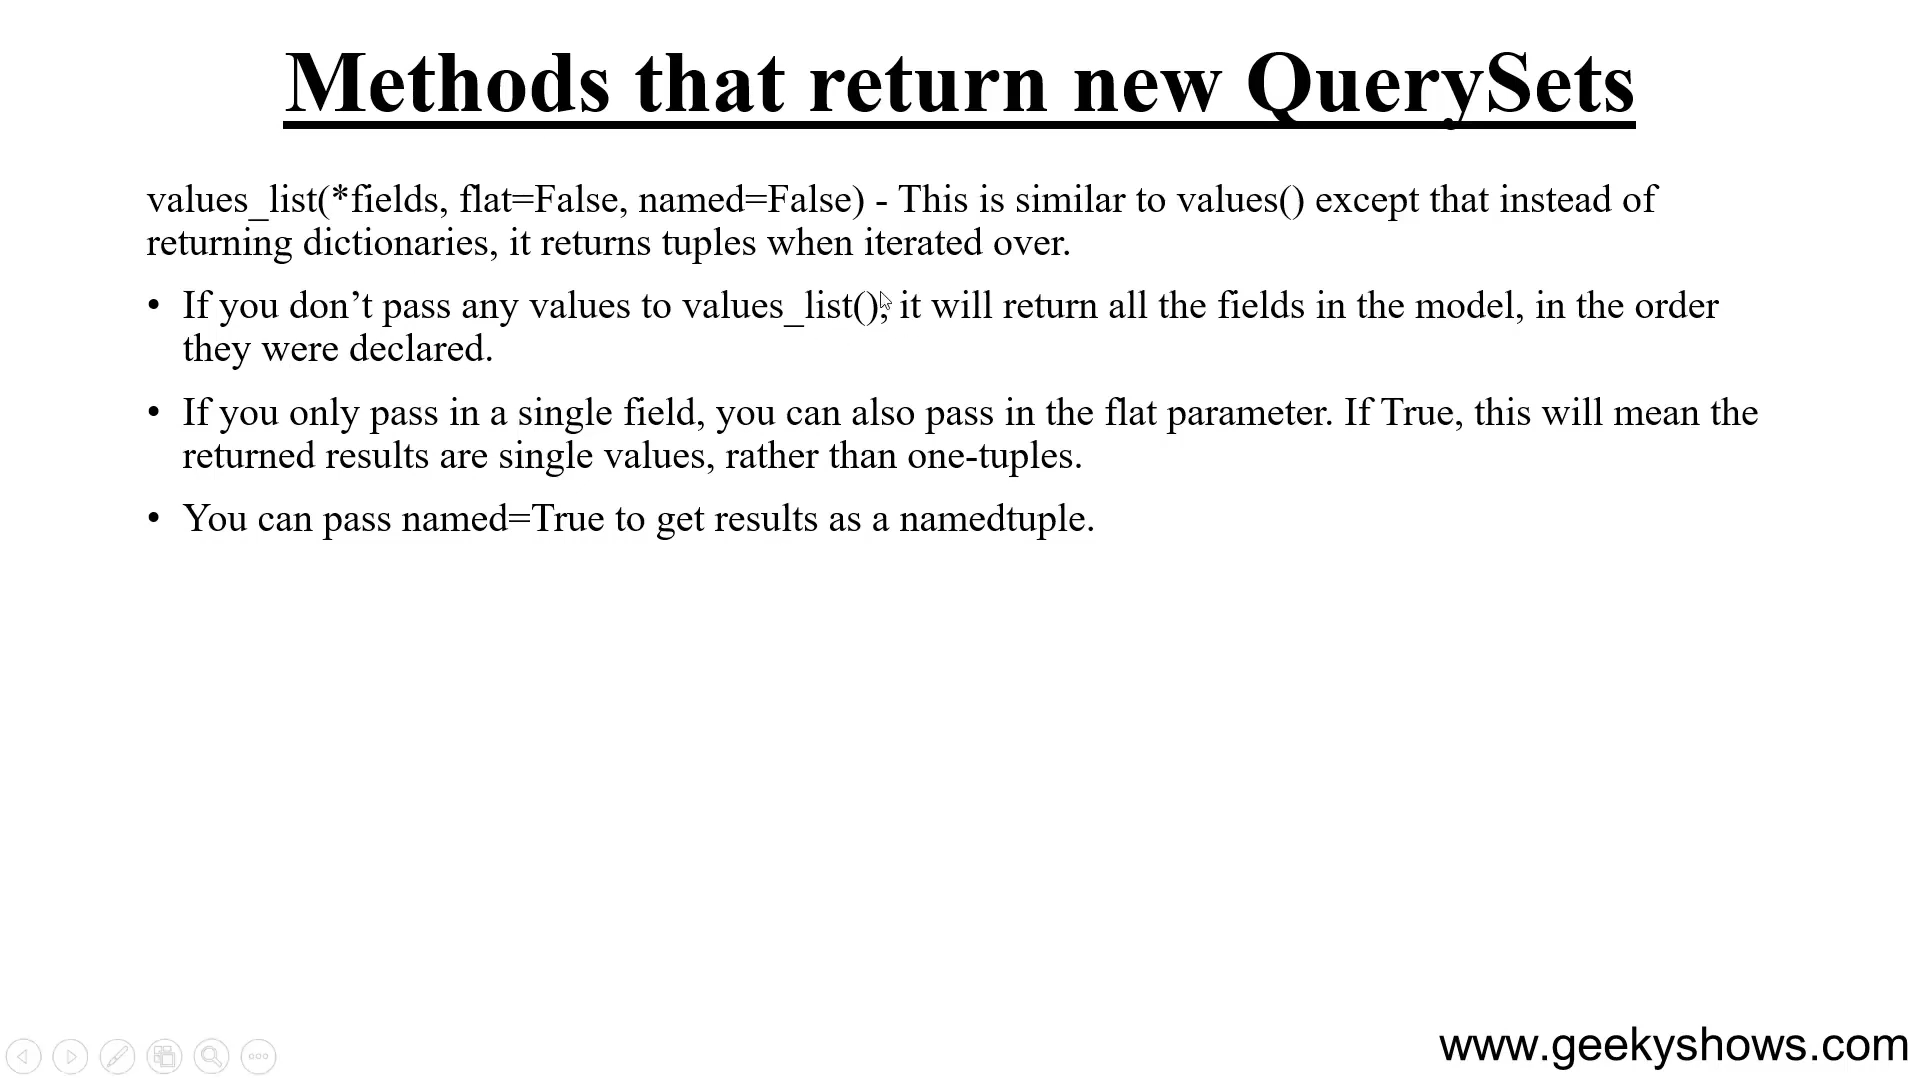 Methods that return new QuerySets
values_list(*fields, flat=False, named=False) - This is similar to values() except that instead of
returning dictionaries, it returns tuples when iterated over.
• If you don’t pass any values to values_list(), it will return all the fields in the model, in the order
they were declared.
• If you only pass in a single field, you can also pass in the flat parameter. If True, this will mean the
returned results are single values, rather than one-tuples.
• You can pass named=True to get results as a namedtuple.
www.geekyshows.com